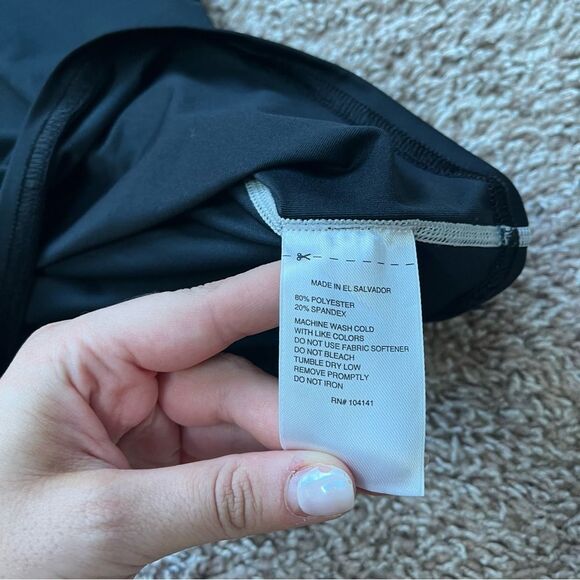 MADE IN EL SALVADOR
80% POLYESTER
20% SPANDEX
MACHINE WASH COLD
WITH LIKE COLORS
DO NOT USE FABRIC SOFTENER
DO NOT BLEACH
TUMBLE DRY LOW
REMOVE PROMPTLY
DO NOT IRON
RN# 104141